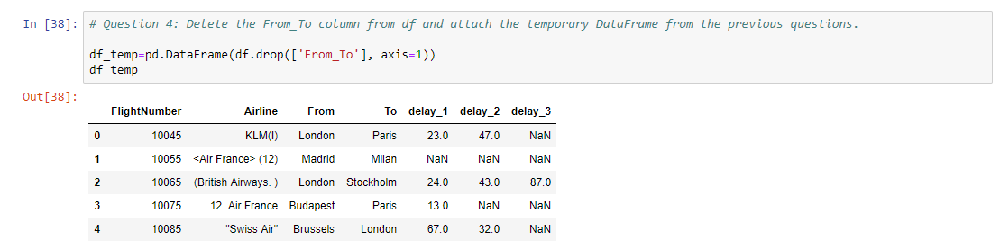 In [38]: # Question 4: Delete the From_To column from df and attach the temporary DataFrame from the previous questions.
df_temp=pd.DataFrame(df.drop(['From_To'], axis=1))
df_temp
Out[38]:
FlightNumber Airline From To delay_1 delay_2 delay_3
0 10045 KLM(!) London Paris 23.0 47.0 NaN
1 10055 <Air France> (12) Madrid Milan NaN NaN NaN
2 10065 (British Airways. ) London Stockholm 24.0 43.0 87.0
3 10075 12. Air France Budapest Paris 13.0 NaN NaN
4 10085 "Swiss Air" Brussels London 67.0 32.0 NaN